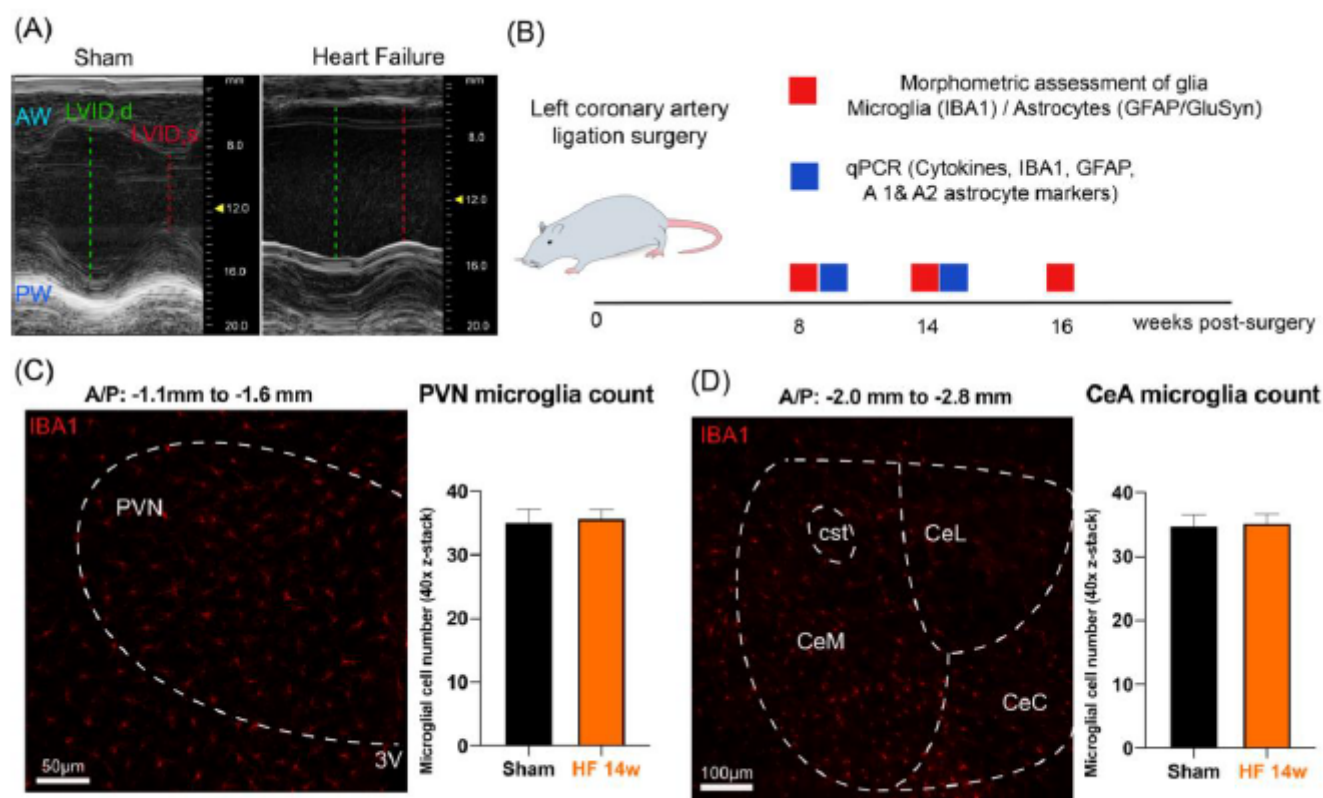 (A)
Sham
Heart Failure
mm
mm
AW
LVID,d
LVID,s
8.0
8.0
12.0
12.0
16.0
16.0
PW
20.0
20.0
(B)
Left coronary artery
ligation surgery
Morphometric assessment of glia
Microglia (IBA1) / Astrocytes (GFAP/GluSyn)
qPCR (Cytokines, IBA1, GFAP,
A 1& A2 astrocyte markers)
0
8
14
16
weeks post-surgery
(C)
A/P: -1.1mm to -1.6 mm
IBA1
PVN
3V
50µm
PVN microglia count
Microglial cell number (40x z-stack)
40
30
20
10
0
Sham
HF 14w
(D)
A/P: -2.0 mm to -2.8 mm
IBA1
cst
CeL
CeM
CeC
100µm
CeA microglia count
Microglial cell number (40x z-stack)
40
30
20
10
0
Sham
HF 14w